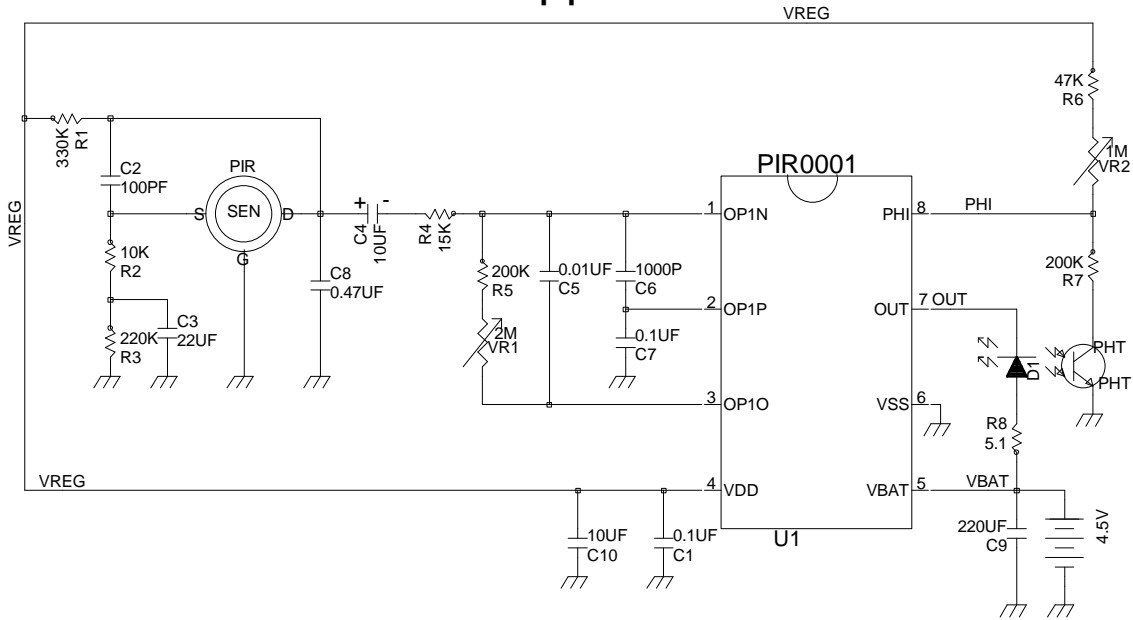 VREG
47K
R6
1M
VR2
330K
R1
C2
100PF
PIR
SEN
S
D
G
PIR0001
+
-
C4
10UF
R4
15K
1
OP1N
PHI
8
PHI
VREG
10K
R2
C8
0.47UF
200K
R5
0.01UF
C5
1000P
C6
200K
R7
2
OP1P
OUT
7
OUT
C3
22UF
220K
R3
2M
VR1
0.1UF
C7
D1
PHT
PHT
3
OP1O
VSS
6
R8
5.1
VREG
4
VDD
VBAT
5
VBAT
10UF
C10
0.1UF
C1
U1
220UF
C9
4.5V